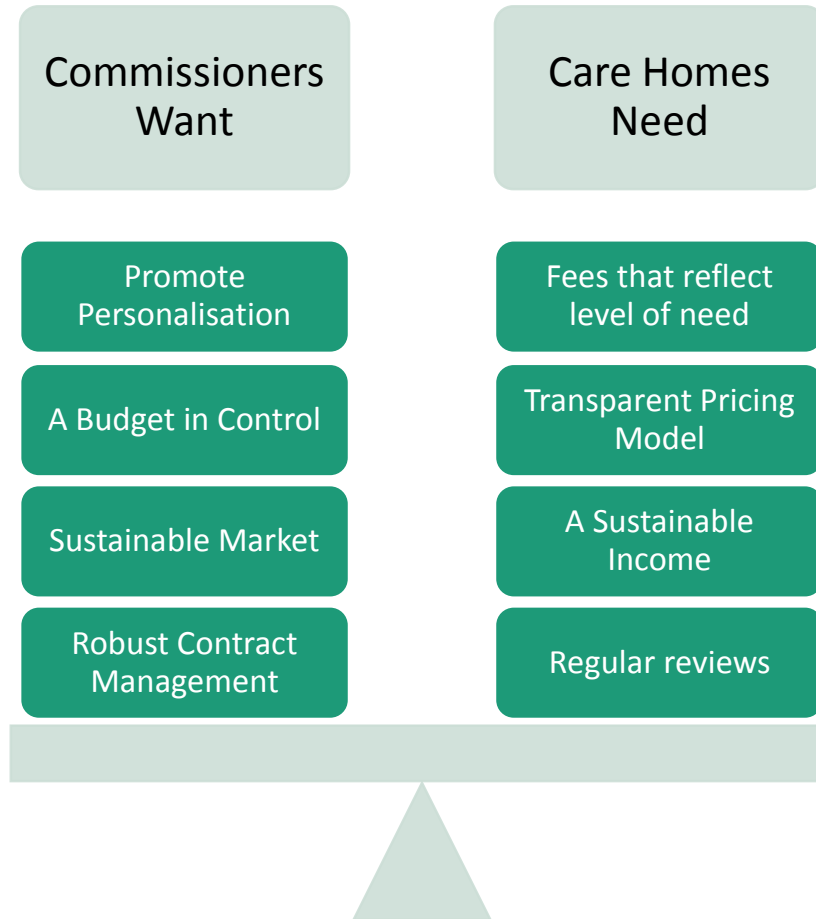 Commissioners
Want
Promote
Personalisation
A Budget in Control
Sustainable Market
Robust Contract
Management
Care Homes
Need
Fees that reflect
level of need
Transparent Pricing
Model
A Sustainable
Income
Regular reviews